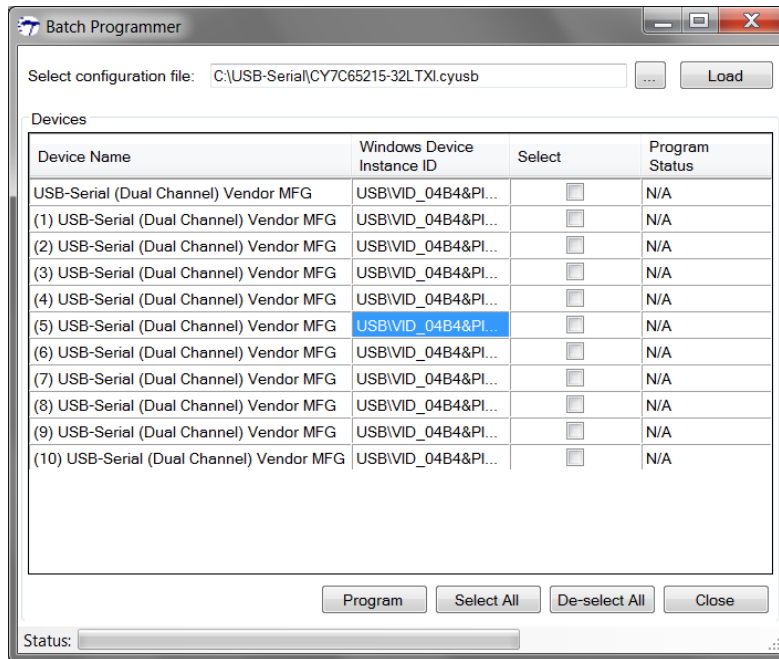 Batch Programmer
Select configuration file: C:\USB-Serial\CY7C65215-32LTXI.cyusb ... Load
Devices
Device Name Windows Device Instance ID Select Program Status
USB-Serial (Dual Channel) Vendor MFG USB\VID_04B4&PI... N/A
(1) USB-Serial (Dual Channel) Vendor MFG USB\VID_04B4&PI... N/A
(2) USB-Serial (Dual Channel) Vendor MFG USB\VID_04B4&PI... N/A
(3) USB-Serial (Dual Channel) Vendor MFG USB\VID_04B4&PI... N/A
(4) USB-Serial (Dual Channel) Vendor MFG USB\VID_04B4&PI... N/A
(5) USB-Serial (Dual Channel) Vendor MFG USB\VID_04B4&PI... N/A
(6) USB-Serial (Dual Channel) Vendor MFG USB\VID_04B4&PI... N/A
(7) USB-Serial (Dual Channel) Vendor MFG USB\VID_04B4&PI... N/A
(8) USB-Serial (Dual Channel) Vendor MFG USB\VID_04B4&PI... N/A
(9) USB-Serial (Dual Channel) Vendor MFG USB\VID_04B4&PI... N/A
(10) USB-Serial (Dual Channel) Vendor MFG USB\VID_04B4&PI... N/A
Program Select All De-select All Close
Status: